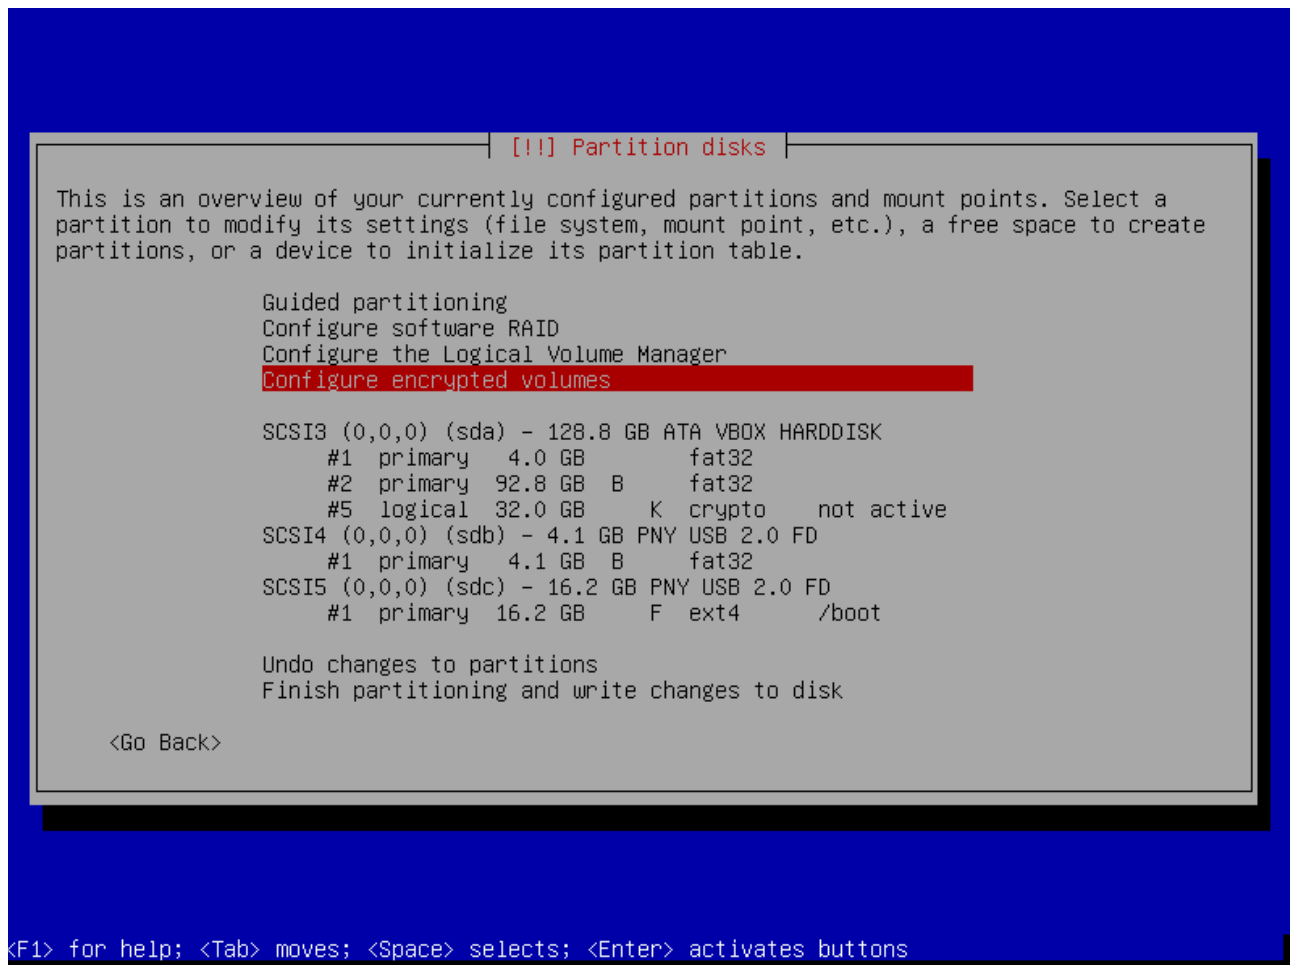 [!!] Partition disks
This is an overview of your currently configured partitions and mount points. Select a
partition to modify its settings (file system, mount point, etc.), a free space to create
partitions, or a device to initialize its partition table.
Guided partitioning
Configure software RAID
Configure the Logical Volume Manager
Configure encrypted volumes
SCSI3 (0,0,0) (sda) - 128.8 GB ATA VBOX HARDDISK
#1 primary 4.0 GB fat32
#2 primary 92.8 GB B fat32
#5 logical 32.0 GB K crypto not active
SCSI4 (0,0,0) (sdb) - 4.1 GB PNY USB 2.0 FD
#1 primary 4.1 GB B fat32
SCSI5 (0,0,0) (sdc) - 16.2 GB PNY USB 2.0 FD
#1 primary 16.2 GB F ext4 /boot
Undo changes to partitions
Finish partitioning and write changes to disk
<Go Back>
<F1> for help; <Tab> moves; <Space> selects; <Enter> activates buttons